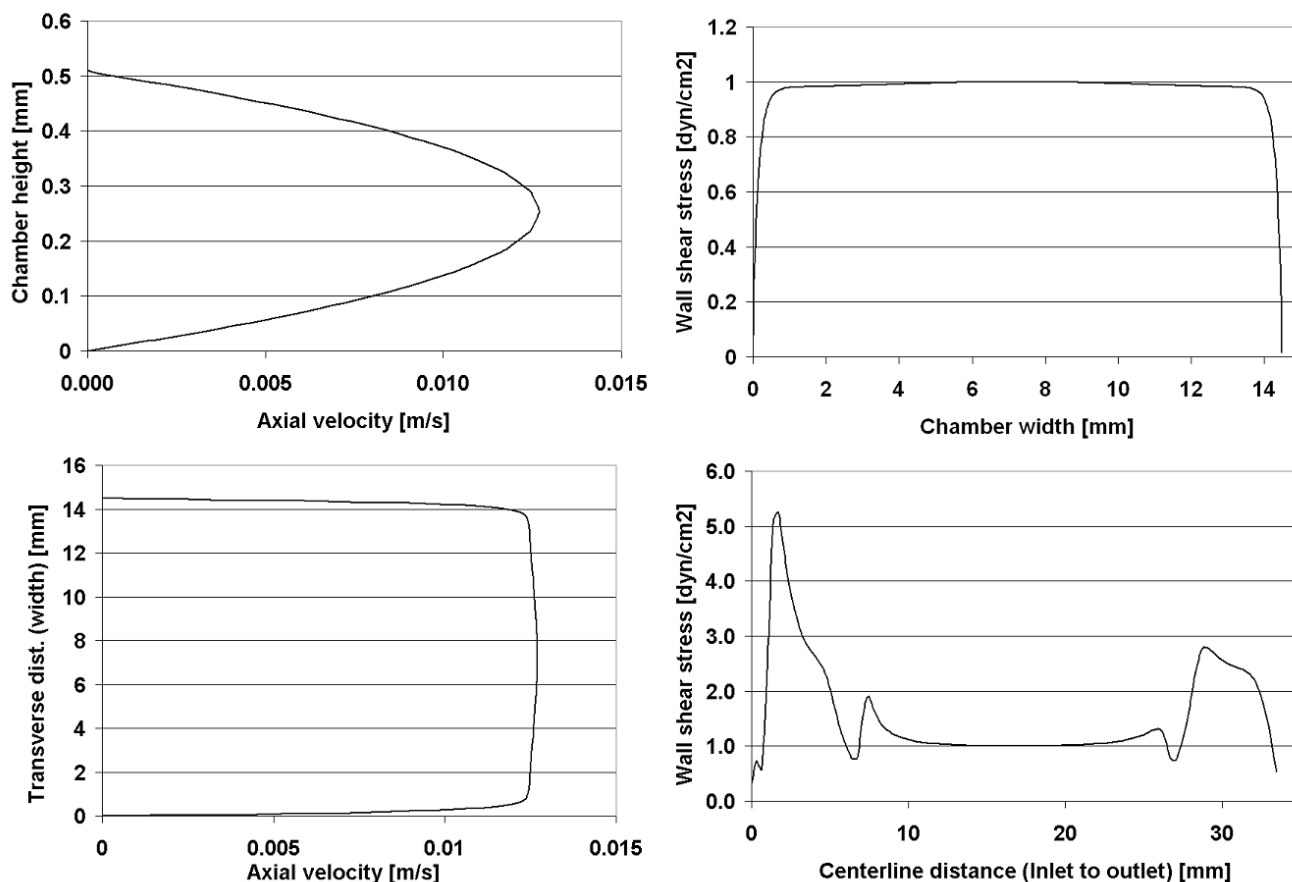 0.6
0.5
0.4
0.3
0.2
0.1
0
Chamber height [mm]
0.000 0.005 0.010 0.015
Axial velocity [m/s]
1.2
1
0.8
0.6
0.4
0.2
0
Wall shear stress [dyn/cm2]
0 2 4 6 8 10 12 14
Chamber width [mm]
16
14
12
10
8
6
4
2
0
Transverse dist. (width) [mm]
0 0.005 0.010 0.015
Axial velocity [m/s]
6.0
5.0
4.0
3.0
2.0
1.0
0.0
Wall shear stress [dyn/cm2]
0 10 20 30
Centerline distance (Inlet to outlet) [mm]